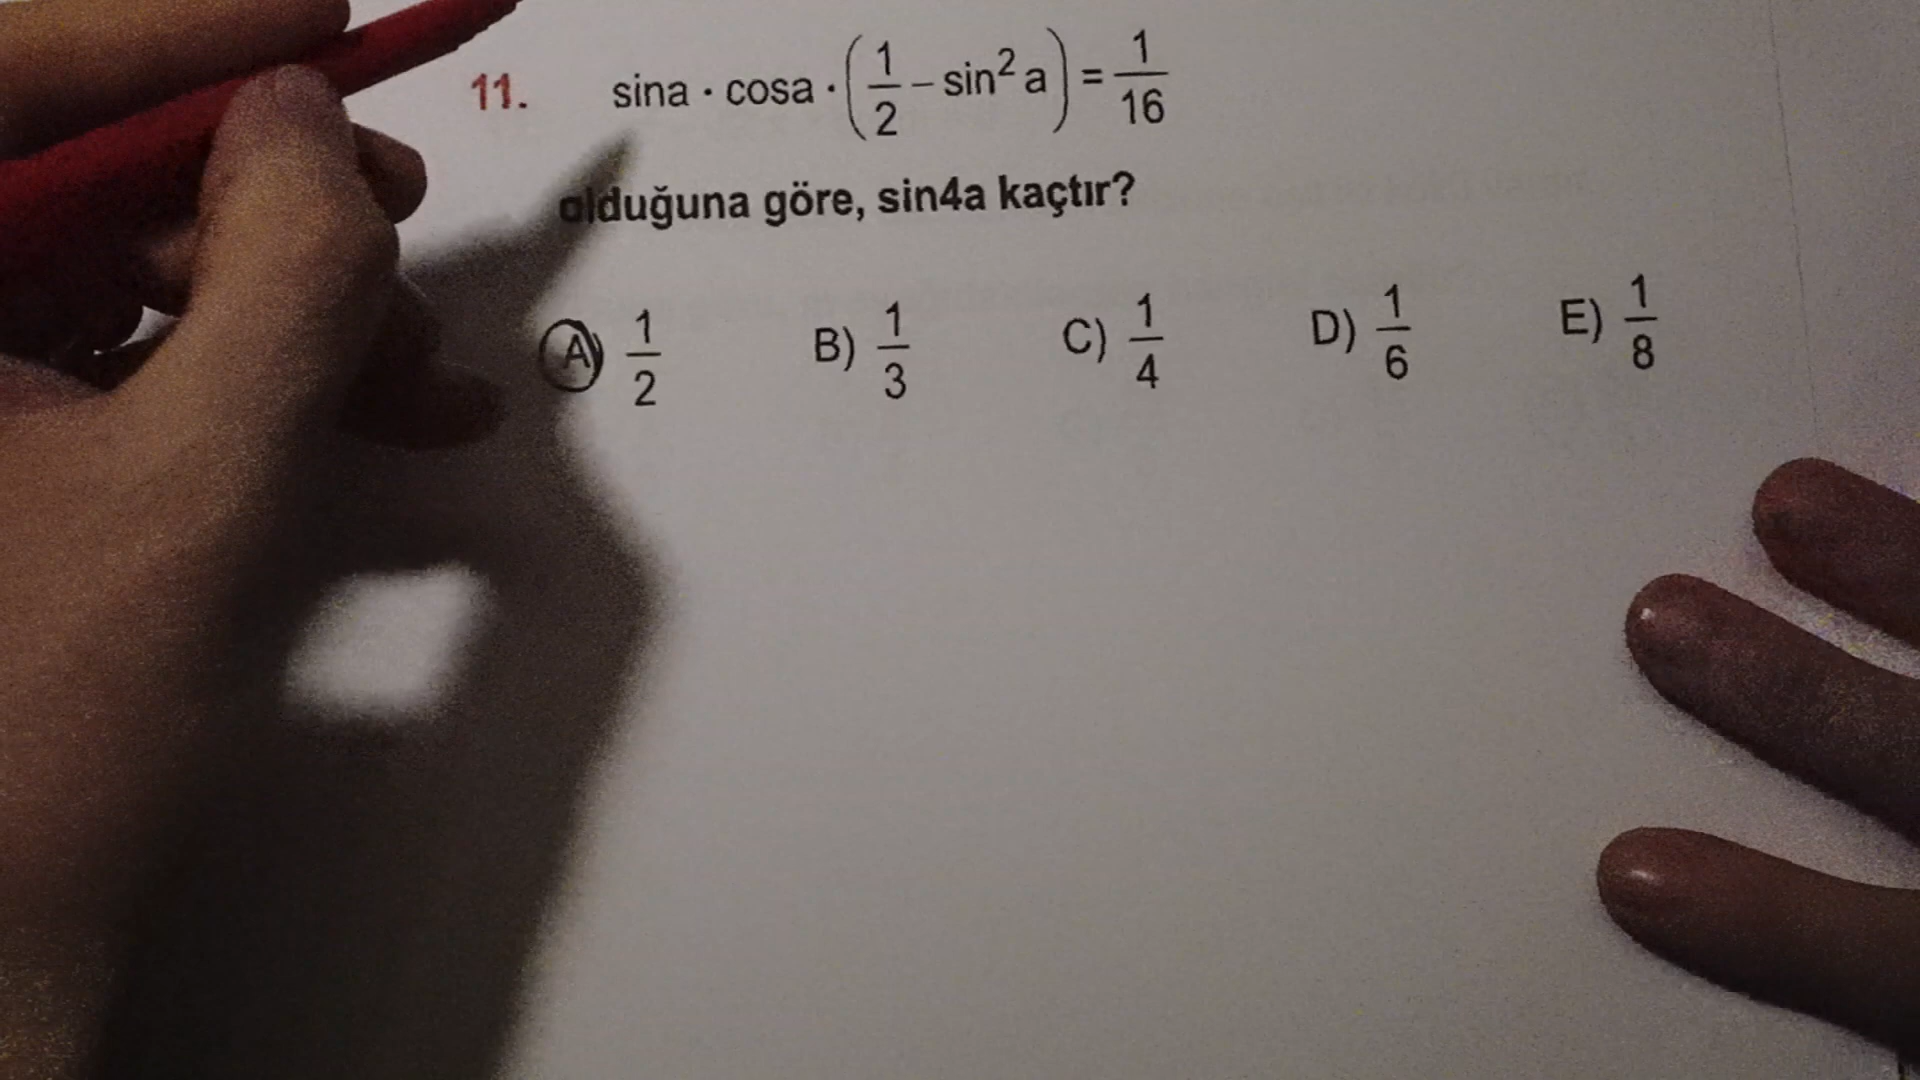 11. sina · cosa · (1/2 − sin² a) = 1/16
olduğuna göre, sin4a kaçtır?
A) 1/2 B) 1/3 C) 1/4 D) 1/6 E) 1/8